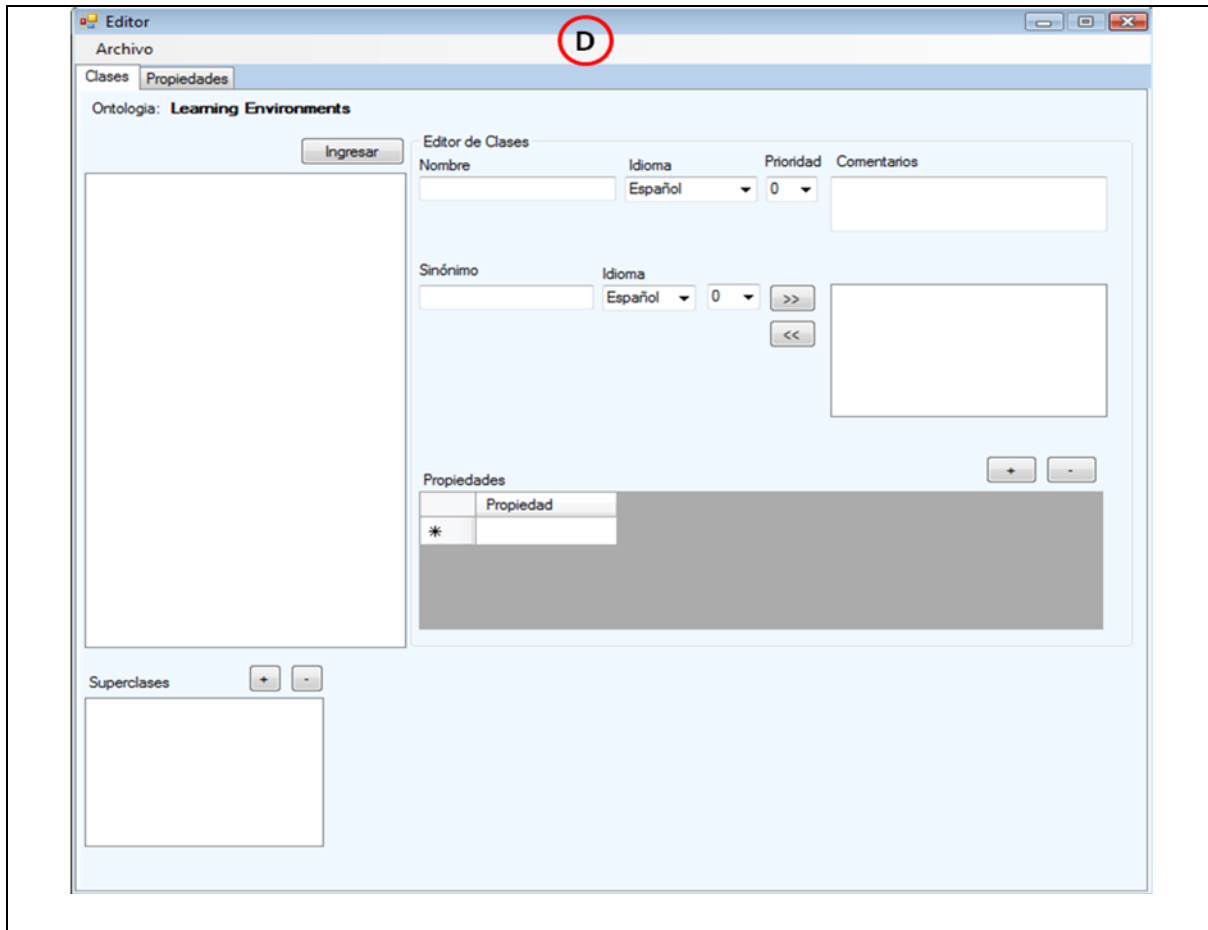 Editor
D
Archivo
Clases Propiedades
Ontologia: Learning Environments
Ingresar
Editor de Clases
Nombre Idioma Prioridad Comentarios
Español 0
Sinónimo Idioma
Español 0 >>
<<
+ -
Propiedades
Propiedad
*
Superclases + -